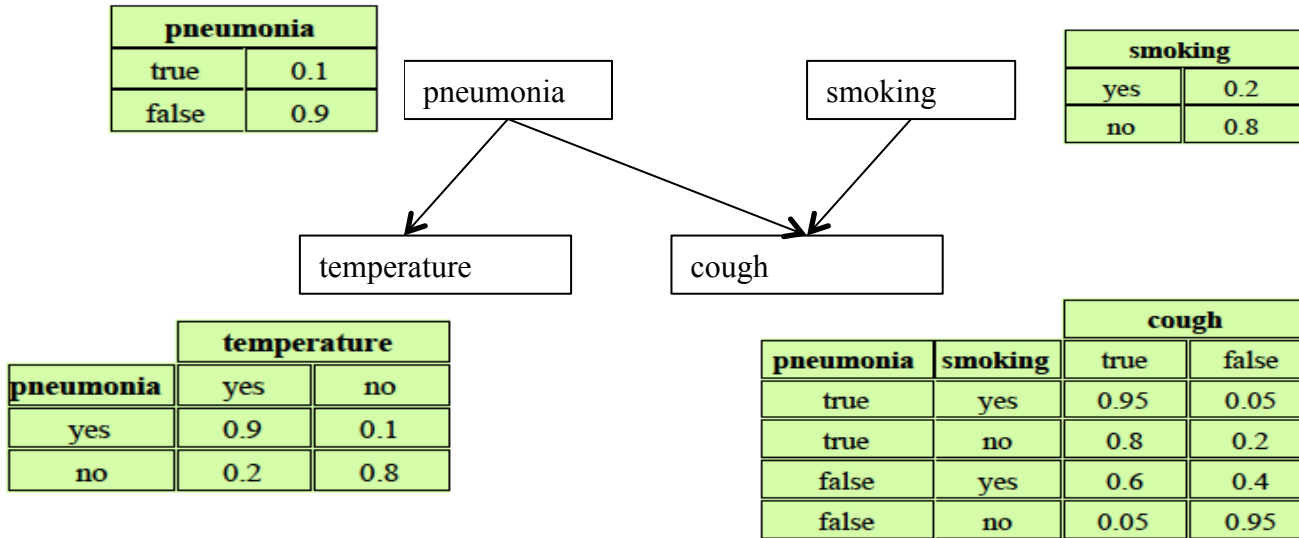 pneumonia
true 0.1
false 0.9
pneumonia
smoking
smoking
yes 0.2
no 0.8
temperature
cough
temperature
pneumonia yes no
yes 0.9 0.1
no 0.2 0.8
cough
pneumonia smoking true false
true yes 0.95 0.05
true no 0.8 0.2
false yes 0.6 0.4
false no 0.05 0.95